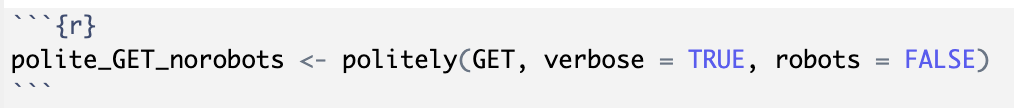 ```{r}
polite_GET_norobots <- politely(GET, verbose = TRUE, robots = FALSE)
```